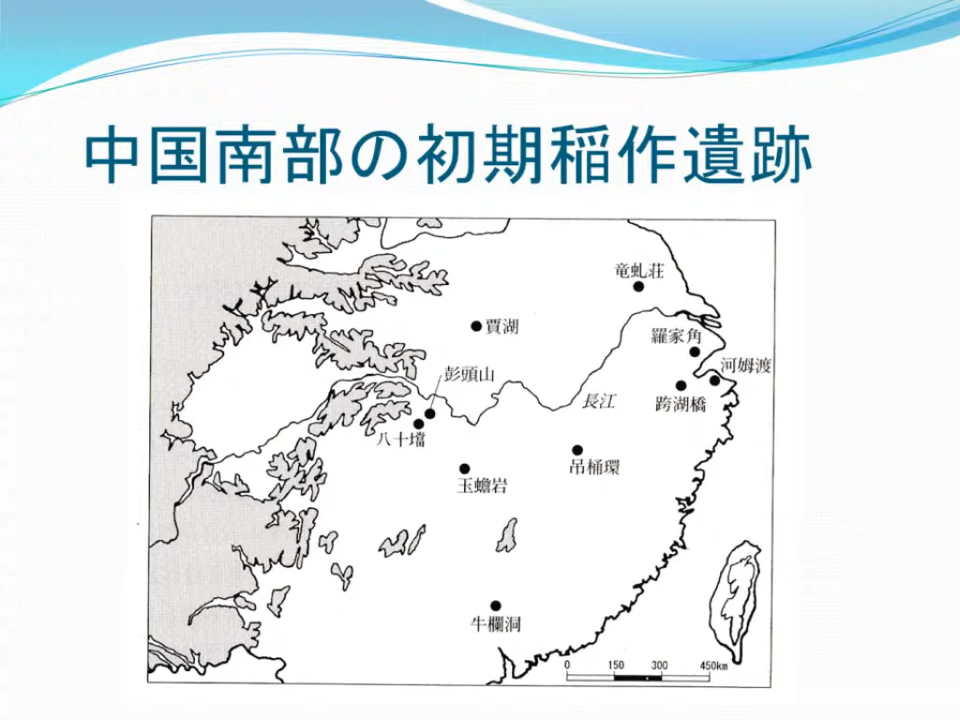 中国南部の初期稲作遺跡
竜虬荘
賈湖
羅家角
河姆渡
彭頭山
長江
跨湖橋
八十壋
吊桶環
玉蟾岩
牛欄洞
0 150 300 450km